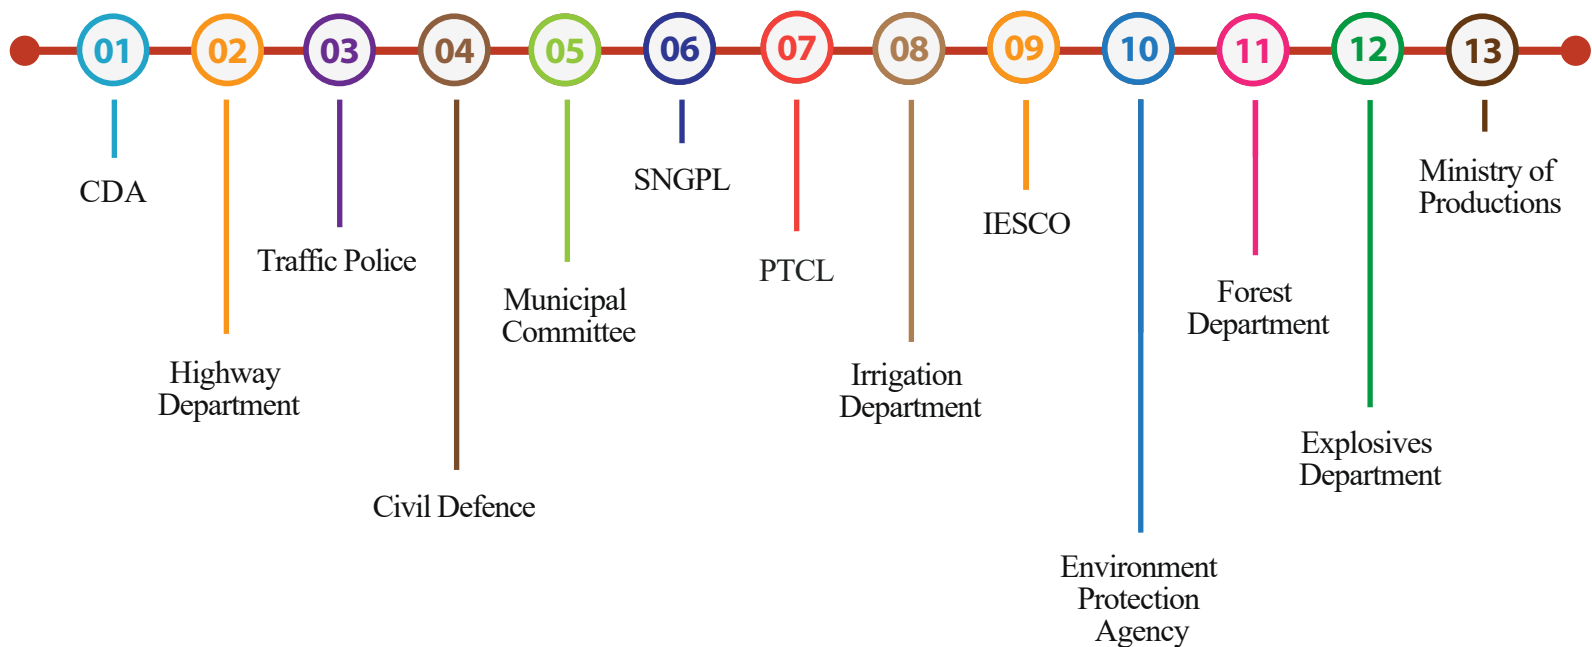 01 02 03 04 05 06 07 08 09 10 11 12 13
CDA
Highway
Department
Traffic Police
Civil Defence
Municipal
Committee
SNGPL
PTCL
Irrigation
Department
IESCO
Environment
Protection
Agency
Forest
Department
Explosives
Department
Ministry of
Productions